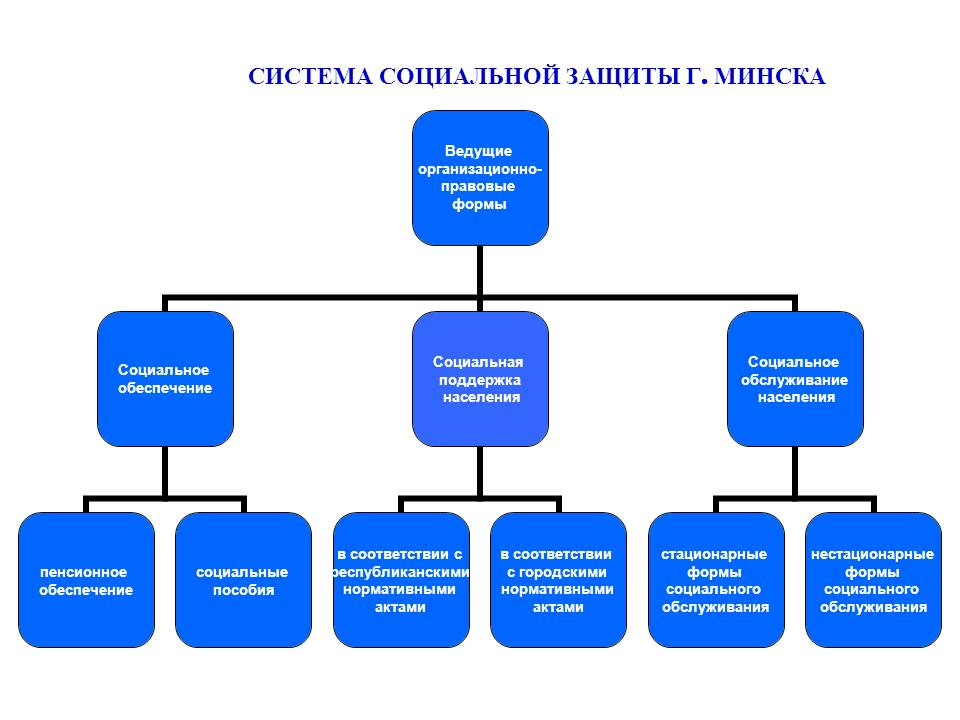 СИСТЕМА СОЦИАЛЬНОЙ ЗАЩИТЫ Г. МИНСКА
Ведущие
организационно-
правовые
формы
Социальное
обеспечение
Социальная
поддержка
населения
Социальное
обслуживание
населения
пенсионное
обеспечение
социальные
пособия
в соответствии с
республиканскими
нормативными
актами
в соответствии
с городскими
нормативными
актами
стационарные
формы
социального
обслуживания
нестационарные
формы
социального
обслуживания